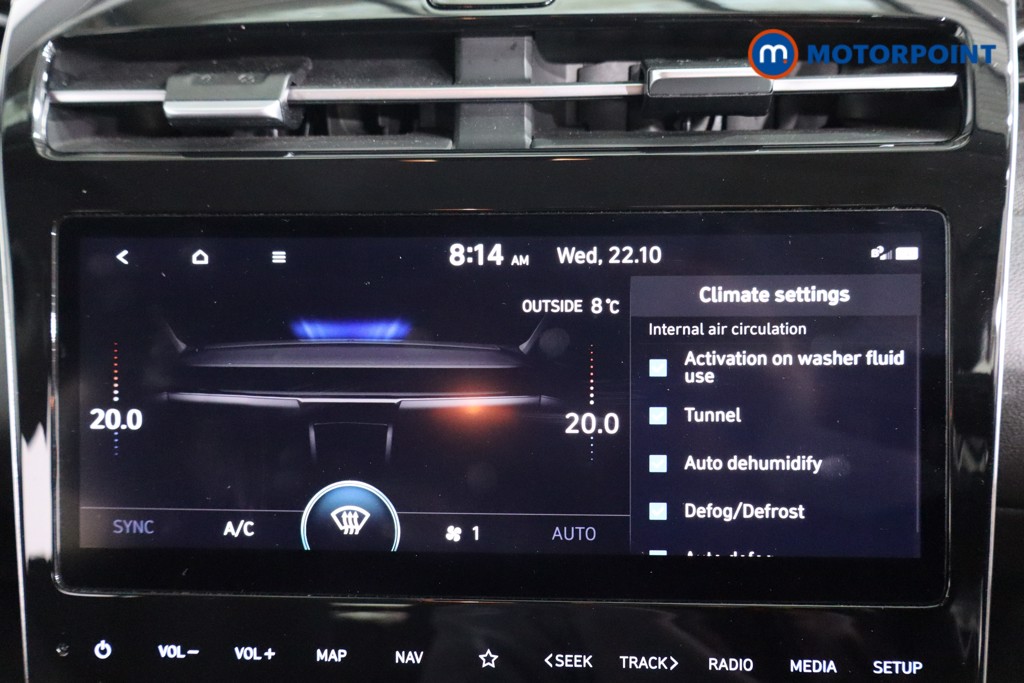 m MOTORPOINT
8:14 AM Wed, 22.10
OUTSIDE 8°C
Climate settings
Internal air circulation
Activation on washer fluid
use
Tunnel
Auto dehumidify
Defog/Defrost
20.0
20.0
SYNC A/C 1 AUTO
VOL− VOL+ MAP NAV <SEEK TRACK> RADIO MEDIA SETUP